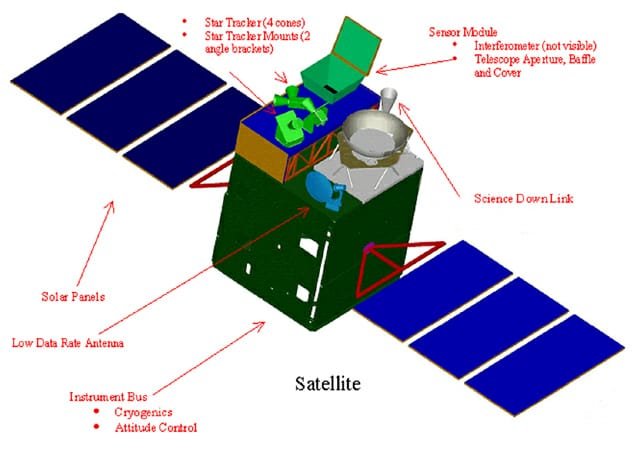 • Star Tracker (4 cones)
• Star Tracker Mounts (2
angle brackets)
Sensor Module
• Interferometer (not visible)
• Telescope Aperture, Baffle
and Cover
Science Down Link
Solar Panels
Low Data Rate Antenna
Instrument Bus
• Cryogenics
• Attitude Control
Satellite